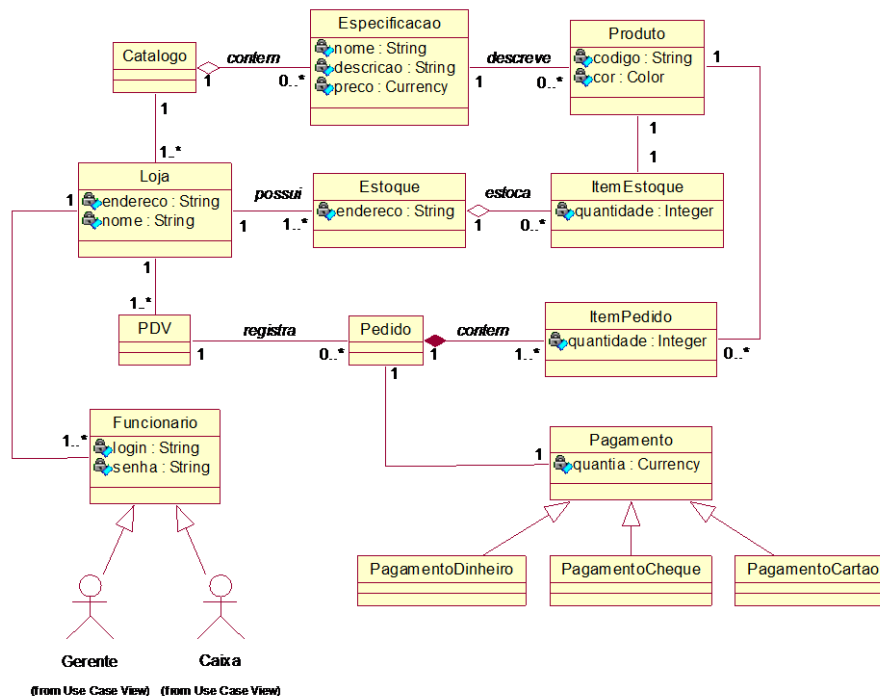 Catalogo
1
contem
0..*
Especificacao
nome : String
descricao : String
preco : Currency
1
descreve
0..*
Produto
codigo : String
cor : Color
1
1
1..*
1
1
Loja
endereco : String
nome : String
1
1
possui
1..*
Estoque
endereco : String
1
estoca
0..*
ItemEstoque
quantidade : Integer
1
1..*
PDV
1
registra
0..*
Pedido
1
contem
1..*
ItemPedido
quantidade : Integer
0..*
1
1..*
Funcionario
login : String
senha : String
1
Pagamento
quantia : Currency
PagamentoDinheiro
PagamentoCheque
PagamentoCartao
Gerente
(from Use Case View)
Caixa
(from Use Case View)